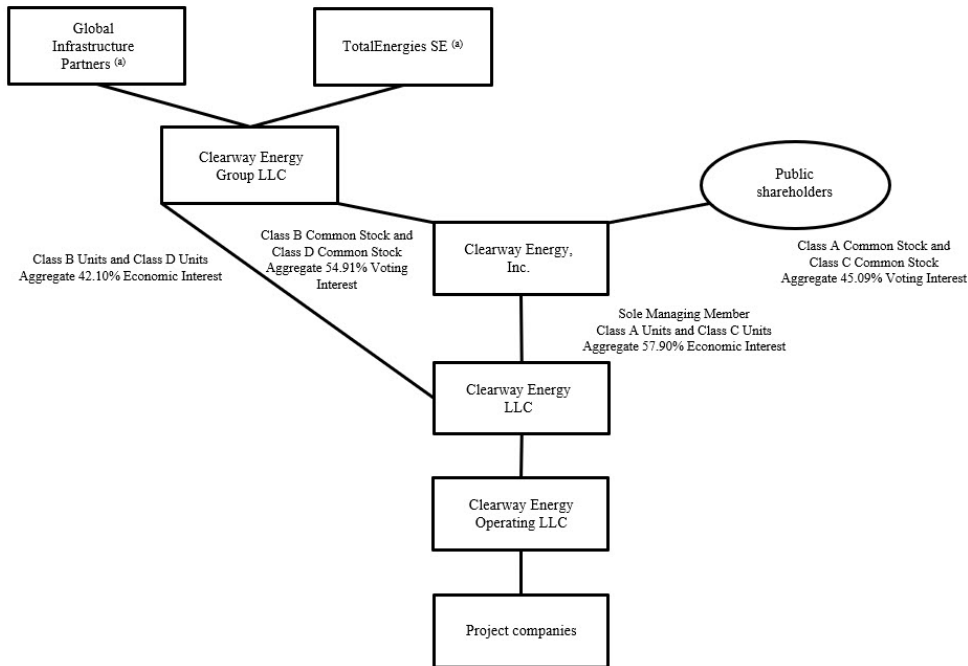 Global
Infrastructure
Partners (a)
TotalEnergies SE (a)
Clearway Energy
Group LLC
Public
shareholders
Class B Units and Class D Units
Aggregate 42.10% Economic Interest
Class B Common Stock and
Class D Common Stock
Aggregate 54.91% Voting
Interest
Clearway Energy,
Inc.
Class A Common Stock and
Class C Common Stock
Aggregate 45.09% Voting Interest
Sole Managing Member
Class A Units and Class C Units
Aggregate 57.90% Economic Interest
Clearway Energy
LLC
Clearway Energy
Operating LLC
Project companies